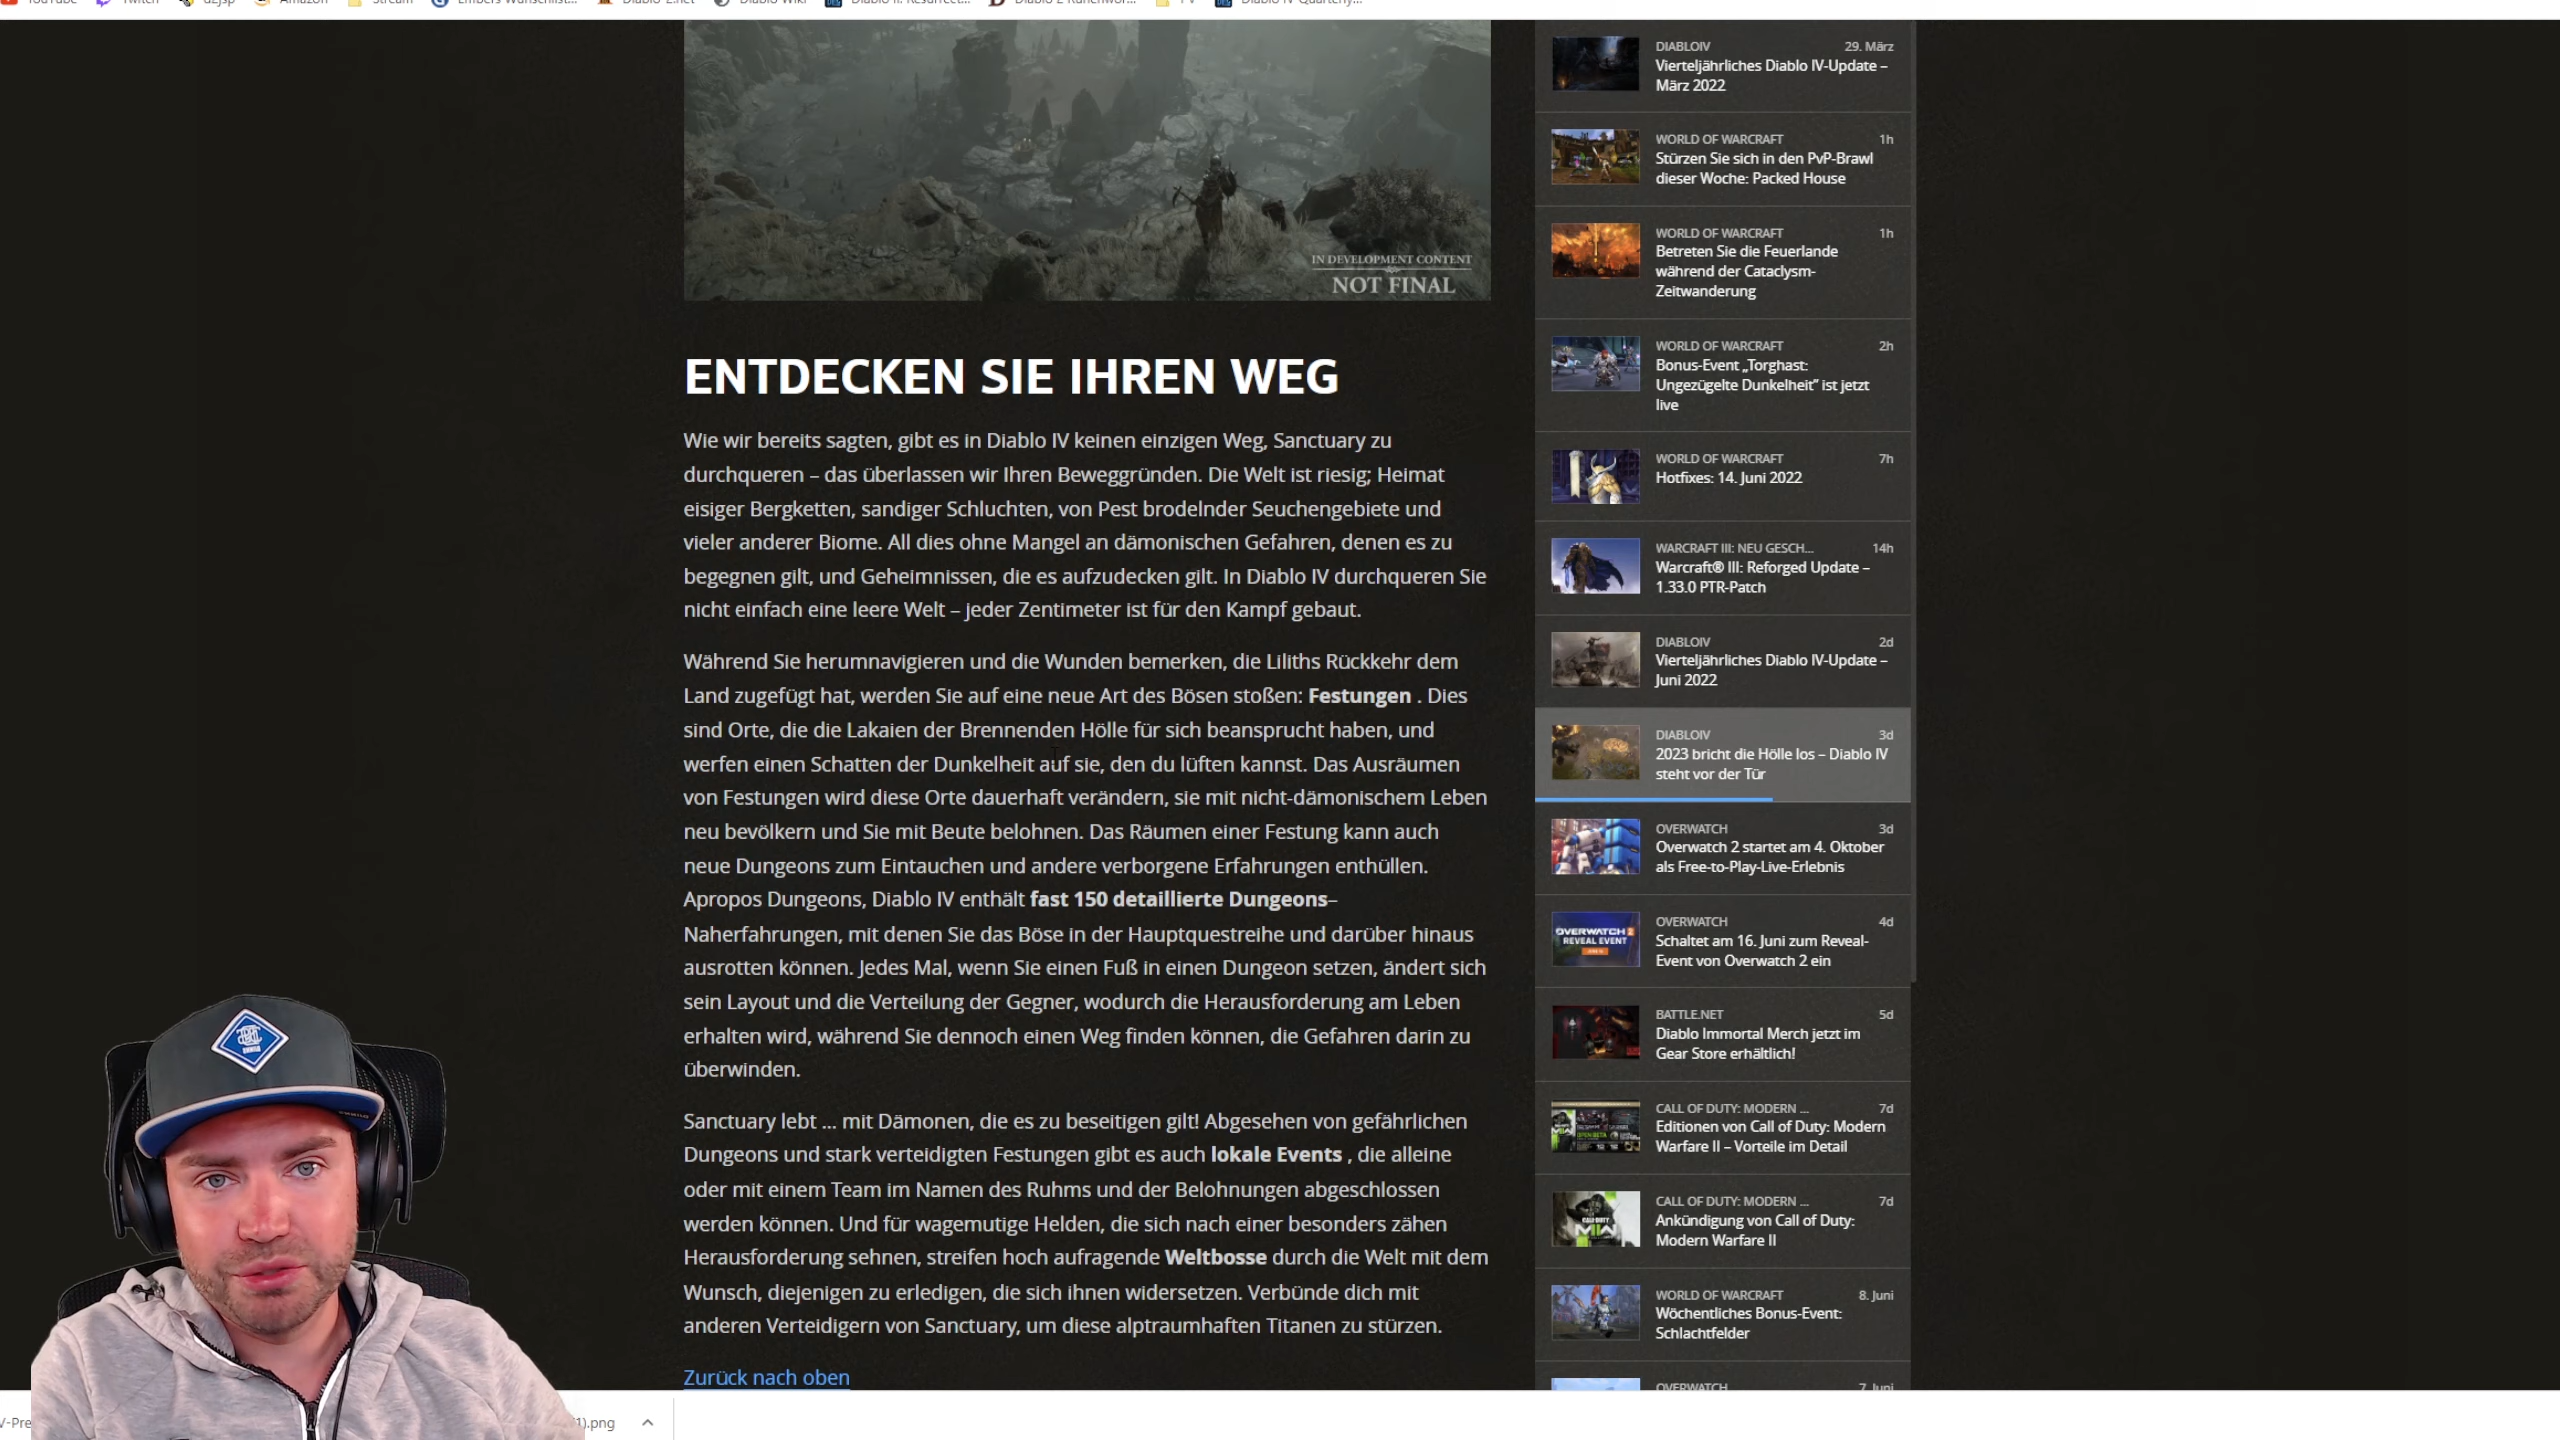 YouTube
Twitch
d2jsp
Amazon
Stream
Embers Wunschlist...
Diablo-2.net
Diablo Wiki
Diablo II: Resurrect...
Diablo 2 Runenwör...
TV
Diablo IV Quarterly...
IN DEVELOPMENT CONTENT
NOT FINAL
ENTDECKEN SIE IHREN WEG
Wie wir bereits sagten, gibt es in Diablo IV keinen einzigen Weg, Sanctuary zu
durchqueren – das überlassen wir Ihren Beweggründen. Die Welt ist riesig; Heimat
eisiger Bergketten, sandiger Schluchten, von Pest brodelnder Seuchengebiete und
vieler anderer Biome. All dies ohne Mangel an dämonischen Gefahren, denen es zu
begegnen gilt, und Geheimnissen, die es aufzudecken gilt. In Diablo IV durchqueren Sie
nicht einfach eine leere Welt – jeder Zentimeter ist für den Kampf gebaut.
Während Sie herumnavigieren und die Wunden bemerken, die Liliths Rückkehr dem
Land zugefügt hat, werden Sie auf eine neue Art des Bösen stoßen: Festungen . Dies
sind Orte, die die Lakaien der Brennenden Hölle für sich beansprucht haben, und
werfen einen Schatten der Dunkelheit auf sie, den du lüften kannst. Das Ausräumen
von Festungen wird diese Orte dauerhaft verändern, sie mit nicht-dämonischem Leben
neu bevölkern und Sie mit Beute belohnen. Das Räumen einer Festung kann auch
neue Dungeons zum Eintauchen und andere verborgene Erfahrungen enthüllen.
Apropos Dungeons, Diablo IV enthält fast 150 detaillierte Dungeons–
Naherfahrungen, mit denen Sie das Böse in der Hauptquestreihe und darüber hinaus
ausrotten können. Jedes Mal, wenn Sie einen Fuß in einen Dungeon setzen, ändert sich
sein Layout und die Verteilung der Gegner, wodurch die Herausforderung am Leben
erhalten wird, während Sie dennoch einen Weg finden können, die Gefahren darin zu
überwinden.
Sanctuary lebt ... mit Dämonen, die es zu beseitigen gilt! Abgesehen von gefährlichen
Dungeons und stark verteidigten Festungen gibt es auch lokale Events , die alleine
oder mit einem Team im Namen des Ruhms und der Belohnungen abgeschlossen
werden können. Und für wagemutige Helden, die sich nach einer besonders zähen
Herausforderung sehnen, streifen hoch aufragende Weltbosse durch die Welt mit dem
Wunsch, diejenigen zu erledigen, die sich ihnen widersetzen. Verbünde dich mit
anderen Verteidigern von Sanctuary, um diese alptraumhaften Titanen zu stürzen.
Zurück nach oben
DIABLOIV 29. März
Vierteljährliches Diablo IV-Update –
März 2022
WORLD OF WARCRAFT 1h
Stürzen Sie sich in den PvP-Brawl
dieser Woche: Packed House
WORLD OF WARCRAFT 1h
Betreten Sie die Feuerlande
während der Cataclysm-
Zeitwanderung
WORLD OF WARCRAFT 2h
Bonus-Event „Torghast:
Ungezügelte Dunkelheit" ist jetzt
live
WORLD OF WARCRAFT 7h
Hotfixes: 14. Juni 2022
WARCRAFT III: NEU GESCH... 14h
Warcraft® III: Reforged Update –
1.33.0 PTR-Patch
DIABLOIV 2d
Vierteljährliches Diablo IV-Update –
Juni 2022
DIABLOIV 3d
2023 bricht die Hölle los – Diablo IV
steht vor der Tür
OVERWATCH 3d
Overwatch 2 startet am 4. Oktober
als Free-to-Play-Live-Erlebnis
OVERWATCH 2
REVEAL EVENT
OVERWATCH 4d
Schaltet am 16. Juni zum Reveal-
Event von Overwatch 2 ein
BATTLE.NET 5d
Diablo Immortal Merch jetzt im
Gear Store erhältlich!
CALL OF DUTY: MODERN ... 7d
Editionen von Call of Duty: Modern
Warfare II – Vorteile im Detail
CALL OF DUTY: MODERN ... 7d
Ankündigung von Call of Duty:
Modern Warfare II
WORLD OF WARCRAFT 8. Juni
Wöchentliches Bonus-Event:
Schlachtfelder
OVERWATCH 7. Juni
V-Pre
1).png